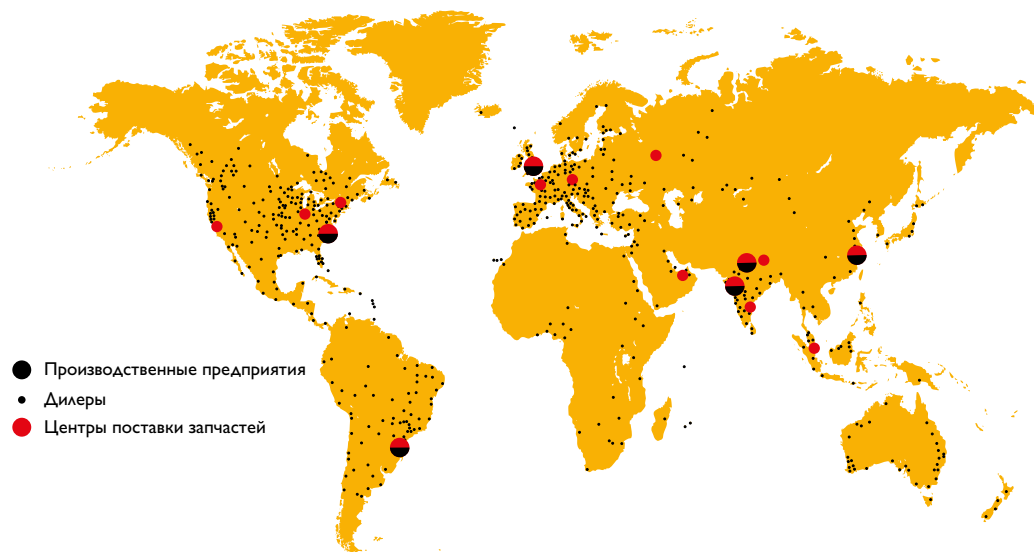 Производственные предприятия
Дилеры
Центры поставки запчастей